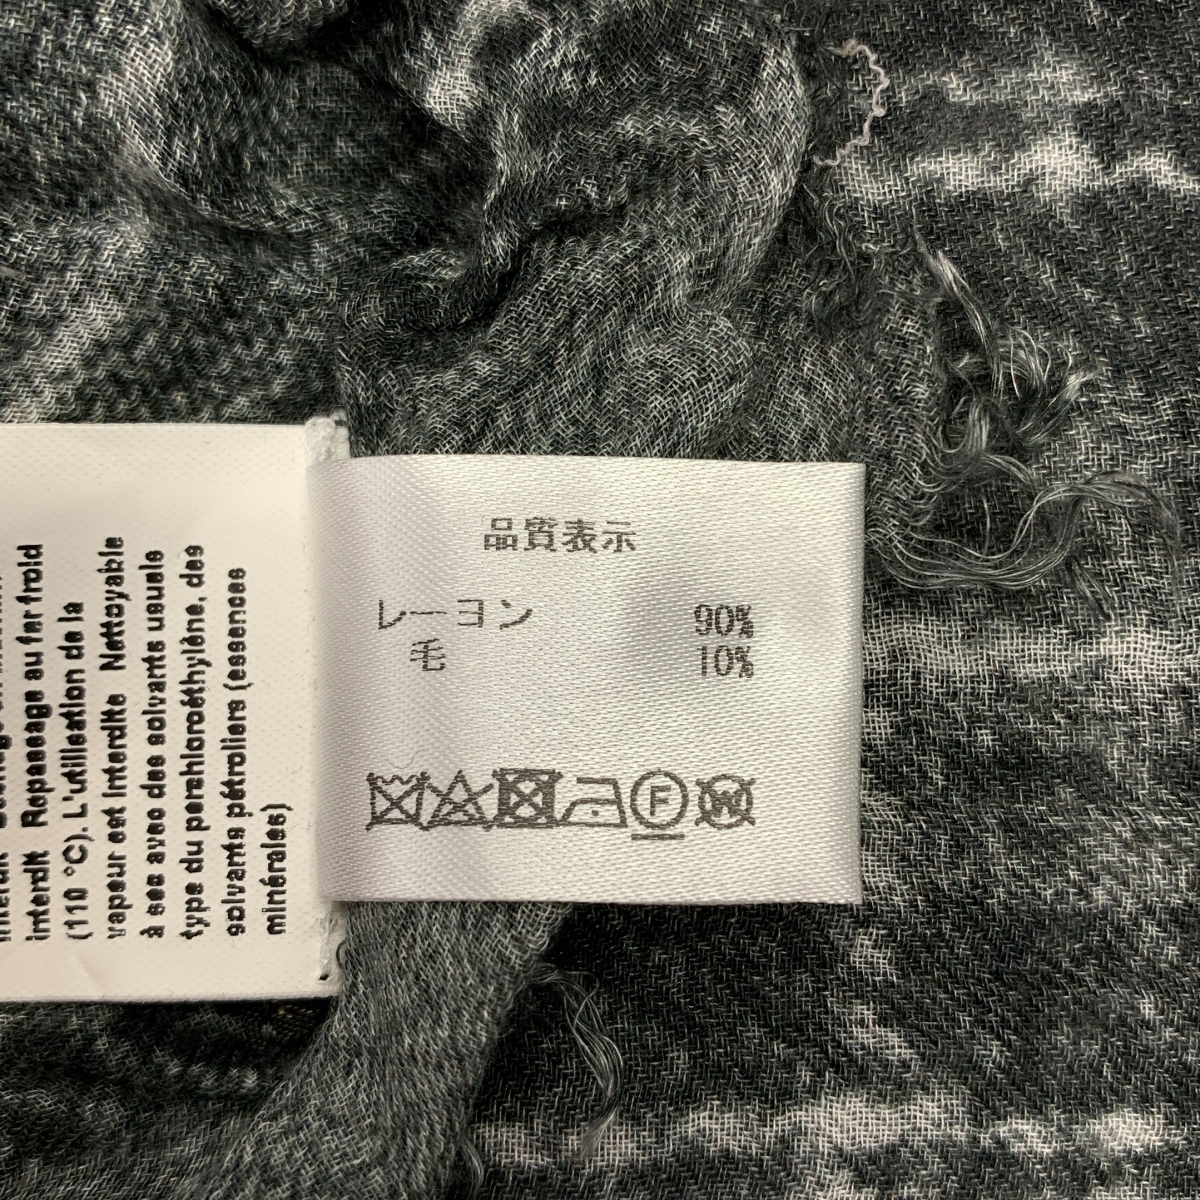 品質表示
レーヨン 90%
毛 10%
F
W
interdit Repassage au fer froid
(110 °C). L'utilisation de la
vapeur est interdite Nettoyable
à sec avec des solvants usuels
type du perchloroéthylène, des
solvants pétroliers (essences
minérales)